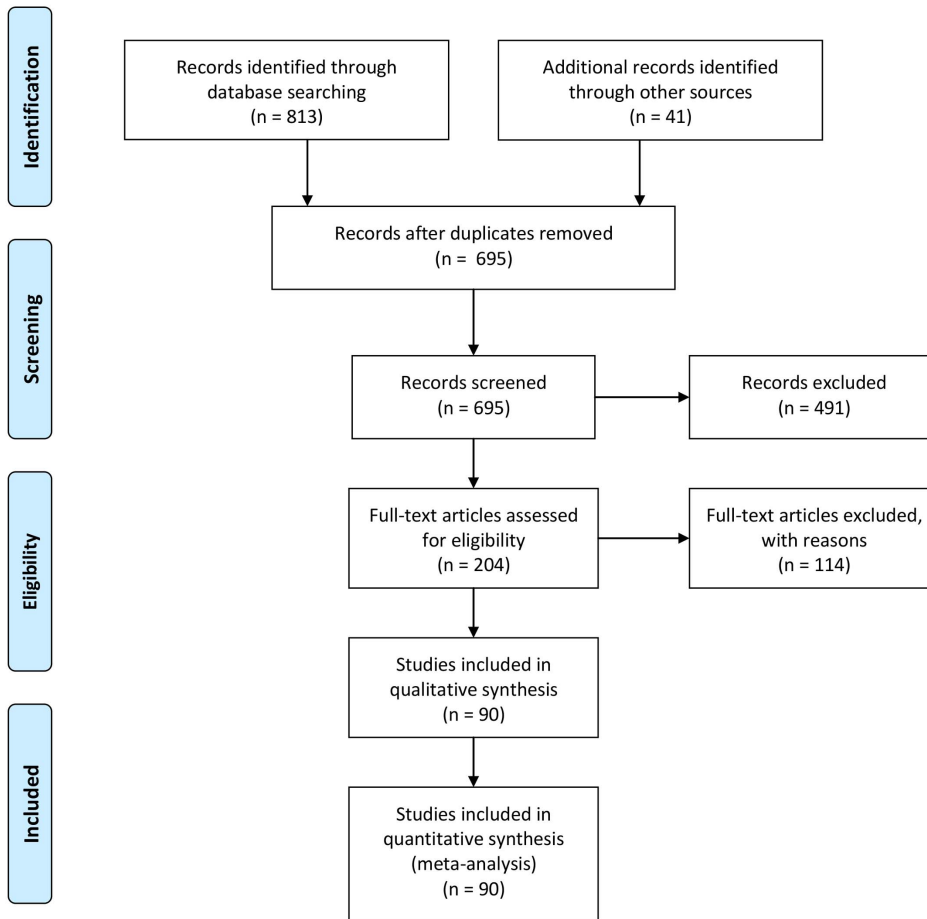 Identification
Records identified through
database searching
(n = 813)
Additional records identified
through other sources
(n = 41)
Records after duplicates removed
(n = 695)
Screening
Records screened
(n = 695)
Records excluded
(n = 491)
Eligibility
Full-text articles assessed
for eligibility
(n = 204)
Full-text articles excluded,
with reasons
(n = 114)
Studies included in
qualitative synthesis
(n = 90)
Included
Studies included in
quantitative synthesis
(meta-analysis)
(n = 90)